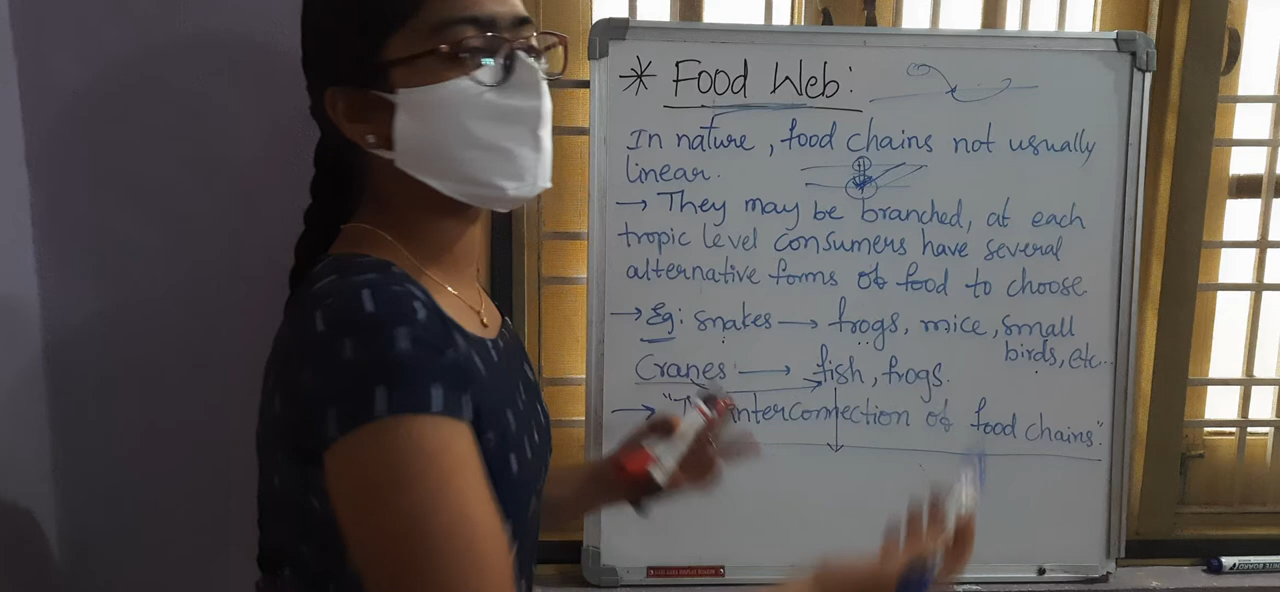 * Food Web:
In nature, food chains not usually
linear.
→ They may be branched, at each
tropic level consumers have several
alternative forms of food to choose
→ Eg: snakes → frogs, mice, small
birds, etc...
Cranes → fish, frogs.
→ interconnection of food chains".